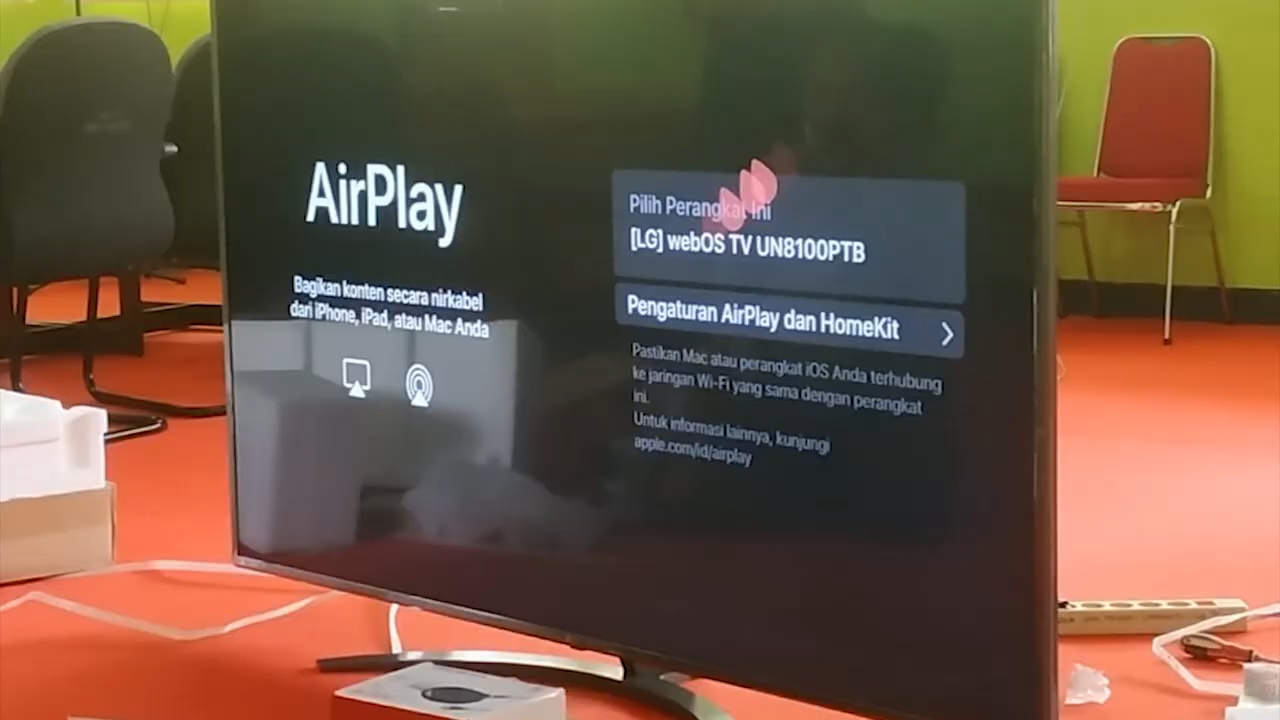 AirPlay
Bagikan konten secara nirkabel
dari iPhone, iPad, atau Mac Anda
Pilih Perangkat Ini
[LG] webOS TV UN8100PTB
Pengaturan AirPlay dan HomeKit
Pastikan Mac atau perangkat iOS Anda terhubung
ke jaringan Wi-Fi yang sama dengan perangkat
ini.
Untuk informasi lainnya, kunjungi
apple.com/id/airplay